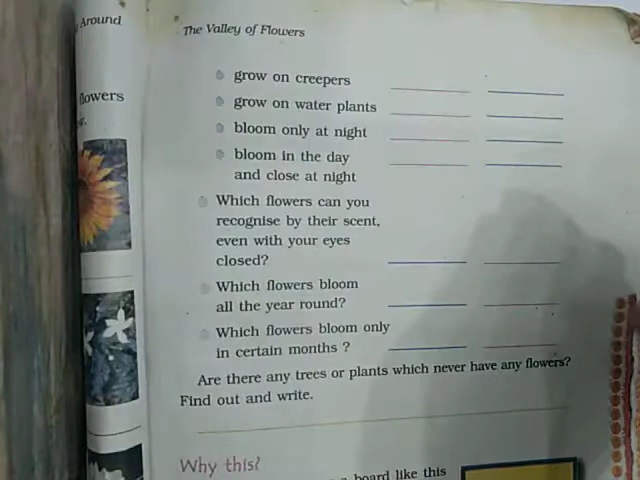 Around
The Valley of Flowers
flowers
grow on creepers
grow on water plants
bloom only at night
bloom in the day
and close at night
Which flowers can you
recognise by their scent,
even with your eyes
closed?
Which flowers bloom
all the year round?
Which flowers bloom only
in certain months ?
Are there any trees or plants which never have any flowers?
Find out and write.
Why this?
board like this